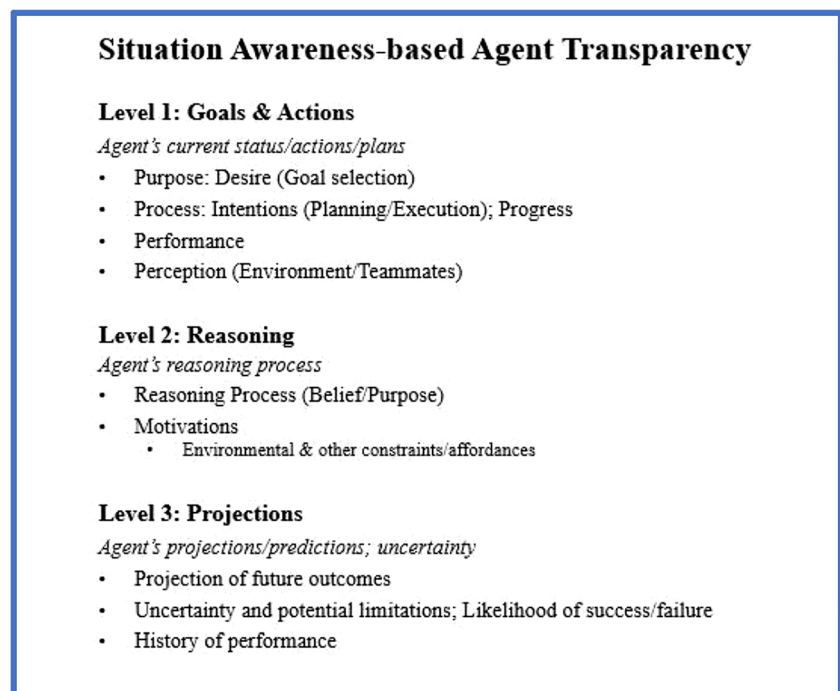 Situation Awareness-based Agent Transparency
Level 1: Goals & Actions
Agent's current status/actions/plans
• Purpose: Desire (Goal selection)
• Process: Intentions (Planning/Execution); Progress
• Performance
• Perception (Environment/Teammates)
Level 2: Reasoning
Agent's reasoning process
• Reasoning Process (Belief/Purpose)
• Motivations
• Environmental & other constraints/affordances
Level 3: Projections
Agent's projections/predictions; uncertainty
• Projection of future outcomes
• Uncertainty and potential limitations; Likelihood of success/failure
• History of performance